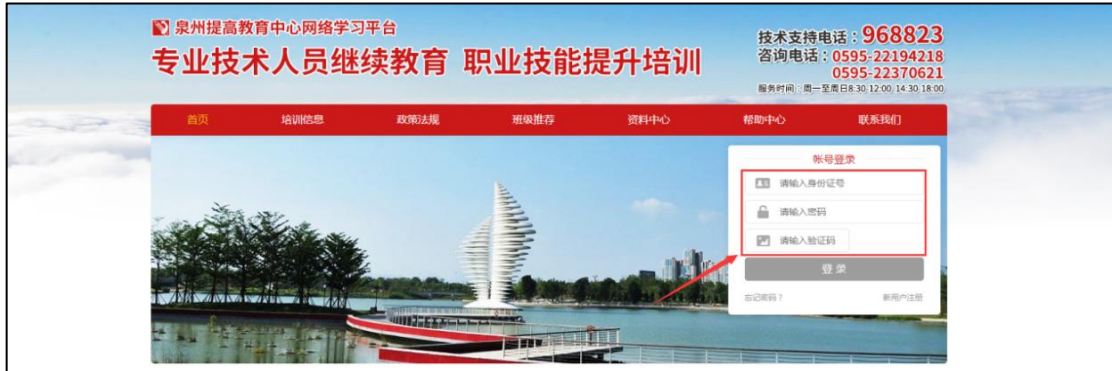 泉州提高教育中心网络学习平台
专业技术人员继续教育 职业技能提升培训
技术支持电话：968823
咨询电话：0595-22194218
0595-22370621
服务时间：周一至周日8:30 12:00 14:30 18:00
首页 培训信息 政策法规 班级推荐 资料中心 帮助中心 联系我们
帐号登录
请输入身份证号
请输入密码
请输入验证码
登 录
忘记密码？ 新用户注册